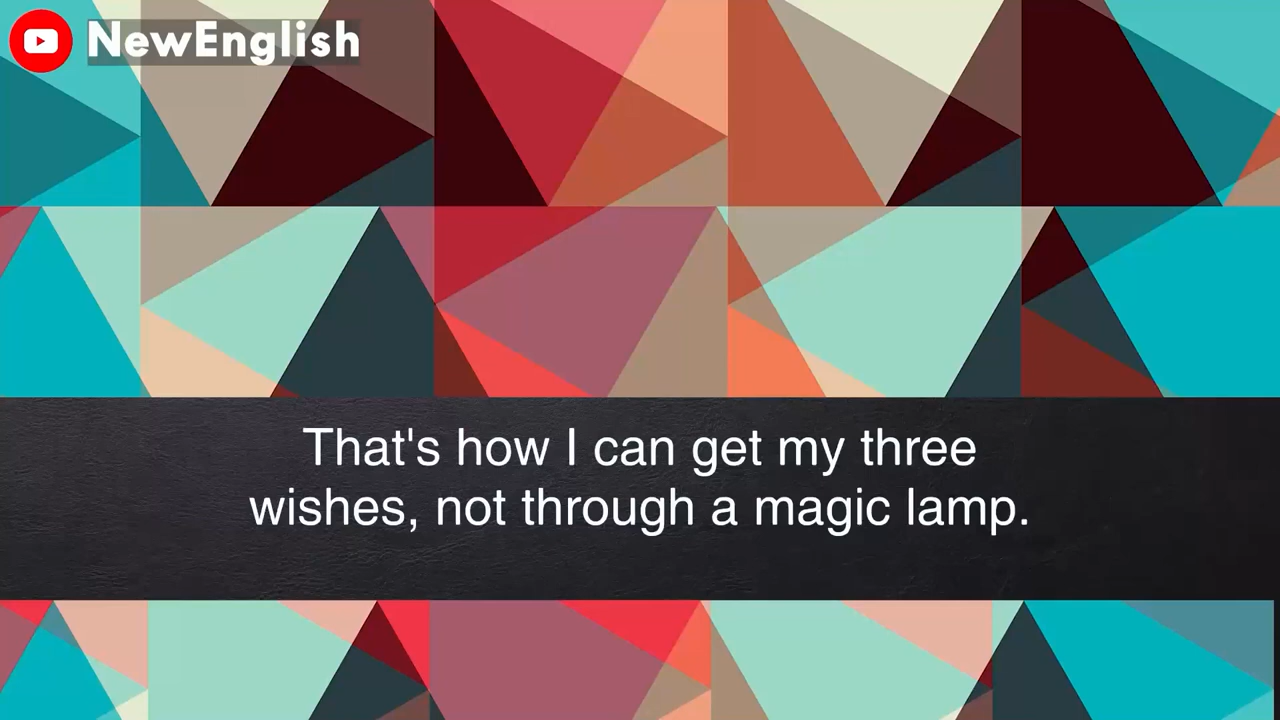 NewEnglish
That's how I can get my three
wishes, not through a magic lamp.